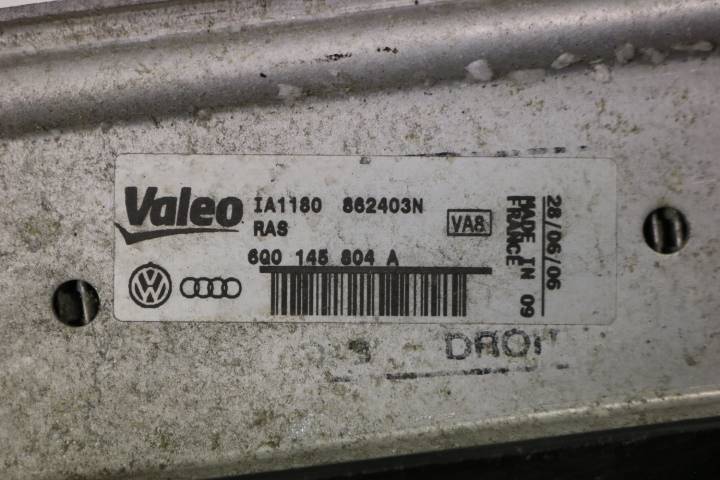 Valeo IA1180 862403N
RAS
VA8
6Q0 145 804 A
28/06/06
MADE IN 09
FRANCE